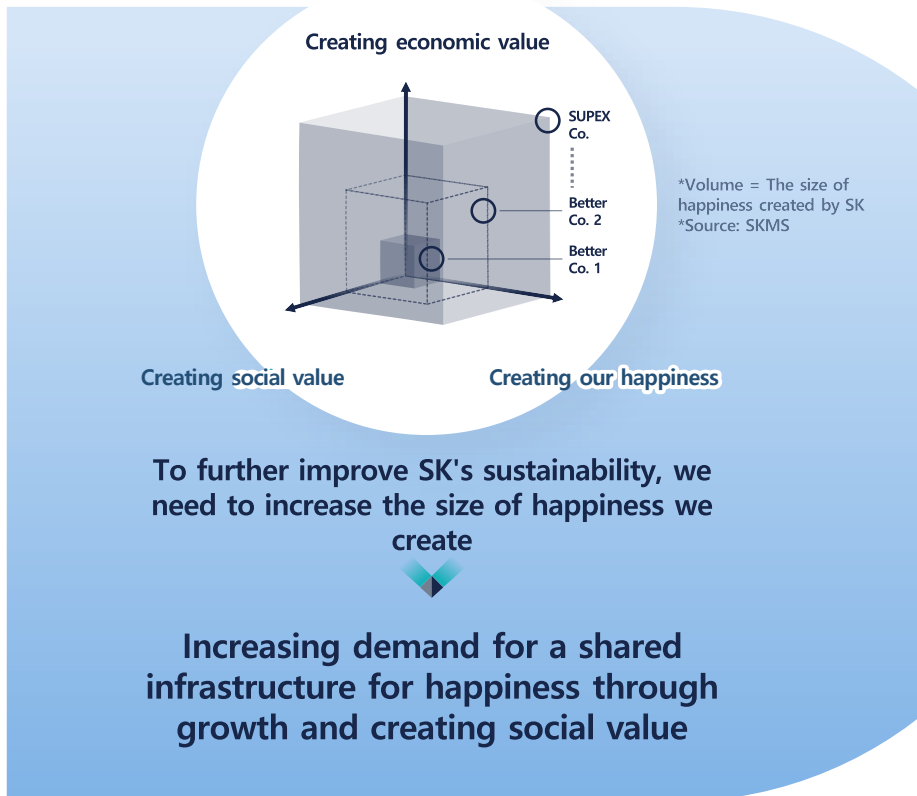 Creating economic value
SUPEX
Co.
Better
Co. 2
Better
Co. 1
*Volume = The size of
happiness created by SK
*Source: SKMS
Creating social value
Creating our happiness
To further improve SK's sustainability, we
need to increase the size of happiness we
create
Increasing demand for a shared
infrastructure for happiness through
growth and creating social value